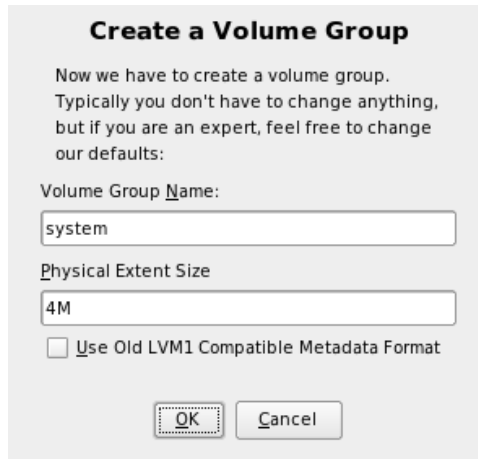 Create a Volume Group
Now we have to create a volume group.
Typically you don't have to change anything,
but if you are an expert, feel free to change
our defaults:
Volume Group Name:
system
Physical Extent Size
4M
Use Old LVM1 Compatible Metadata Format
OK Cancel